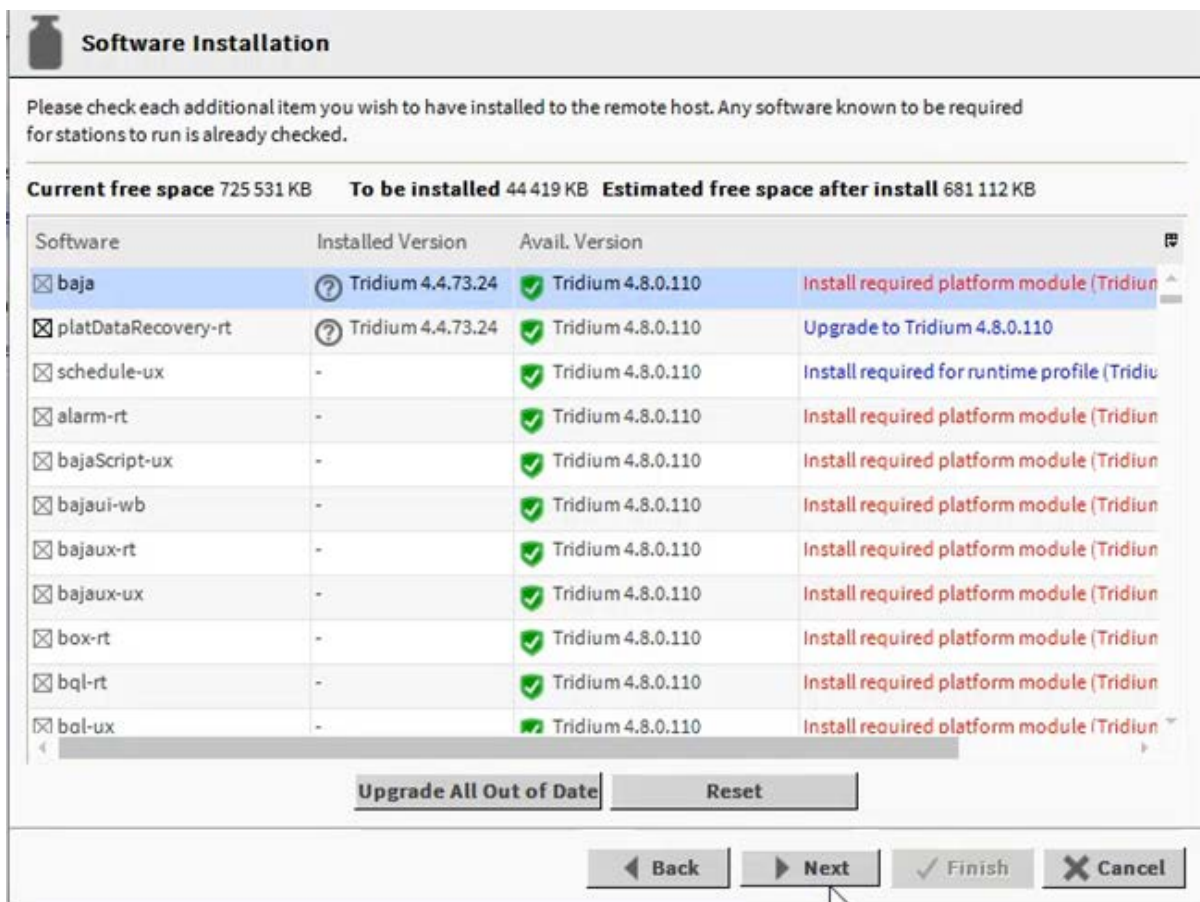 Software Installation
Please check each additional item you wish to have installed to the remote host. Any software known to be required
for stations to run is already checked.
Current free space 725 531 KB To be installed 44 419 KB Estimated free space after install 681 112 KB
Software Installed Version Avail. Version
baja Tridium 4.4.73.24 Tridium 4.8.0.110 Install required platform module (Tridium
platDataRecovery-rt Tridium 4.4.73.24 Tridium 4.8.0.110 Upgrade to Tridium 4.8.0.110
schedule-ux - Tridium 4.8.0.110 Install required for runtime profile (Tridiu
alarm-rt - Tridium 4.8.0.110 Install required platform module (Tridium
bajaScript-ux - Tridium 4.8.0.110 Install required platform module (Tridium
bajaui-wb - Tridium 4.8.0.110 Install required platform module (Tridium
bajaux-rt - Tridium 4.8.0.110 Install required platform module (Tridium
bajaux-ux - Tridium 4.8.0.110 Install required platform module (Tridium
box-rt - Tridium 4.8.0.110 Install required platform module (Tridium
bql-rt - Tridium 4.8.0.110 Install required platform module (Tridium
bql-ux - Tridium 4.8.0.110 Install required platform module (Tridium
Upgrade All Out of Date Reset
Back Next Finish Cancel